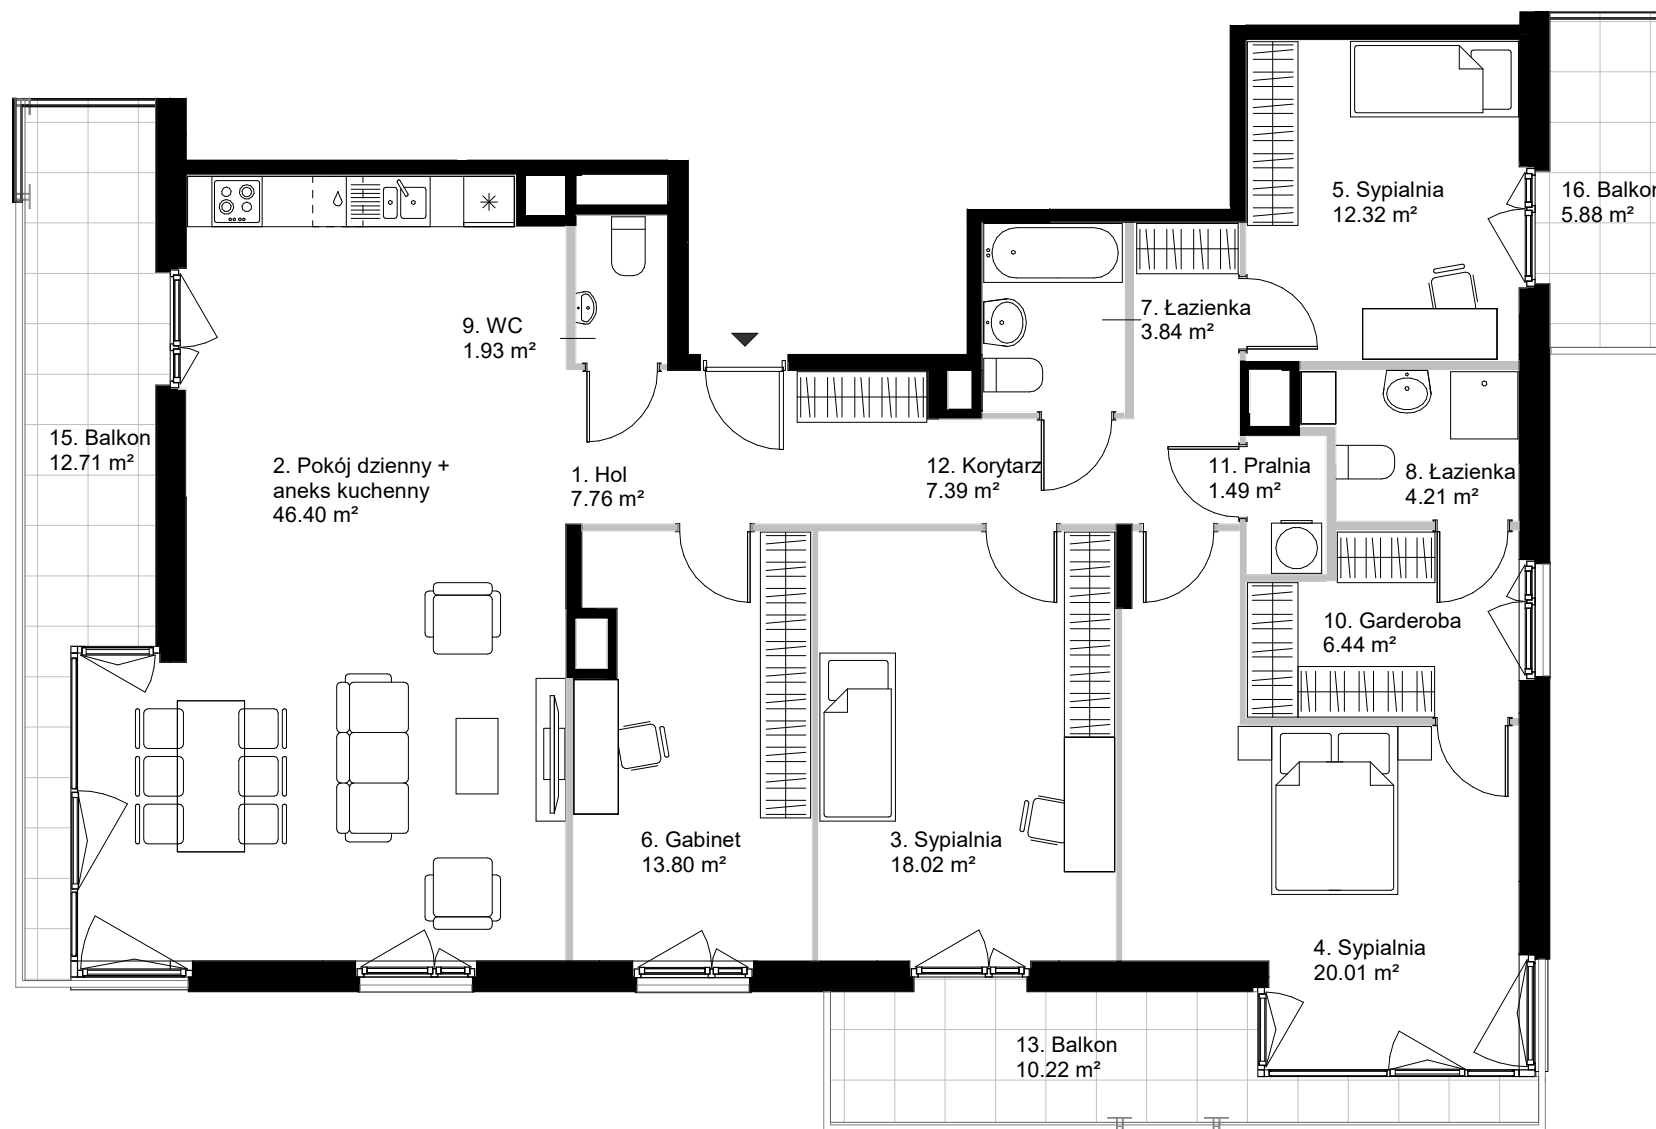 5. Sypialnia
12.32 m²
16. Balkon
5.88 m²
7. Łazienka
3.84 m²
9. WC
1.93 m²
15. Balkon
12.71 m²
2. Pokój dzienny +
aneks kuchenny
46.40 m²
1. Hol
7.76 m²
12. Korytarz
7.39 m²
11. Pralnia
1.49 m²
8. Łazienka
4.21 m²
10. Garderoba
6.44 m²
6. Gabinet
13.80 m²
3. Sypialnia
18.02 m²
4. Sypialnia
20.01 m²
13. Balkon
10.22 m²